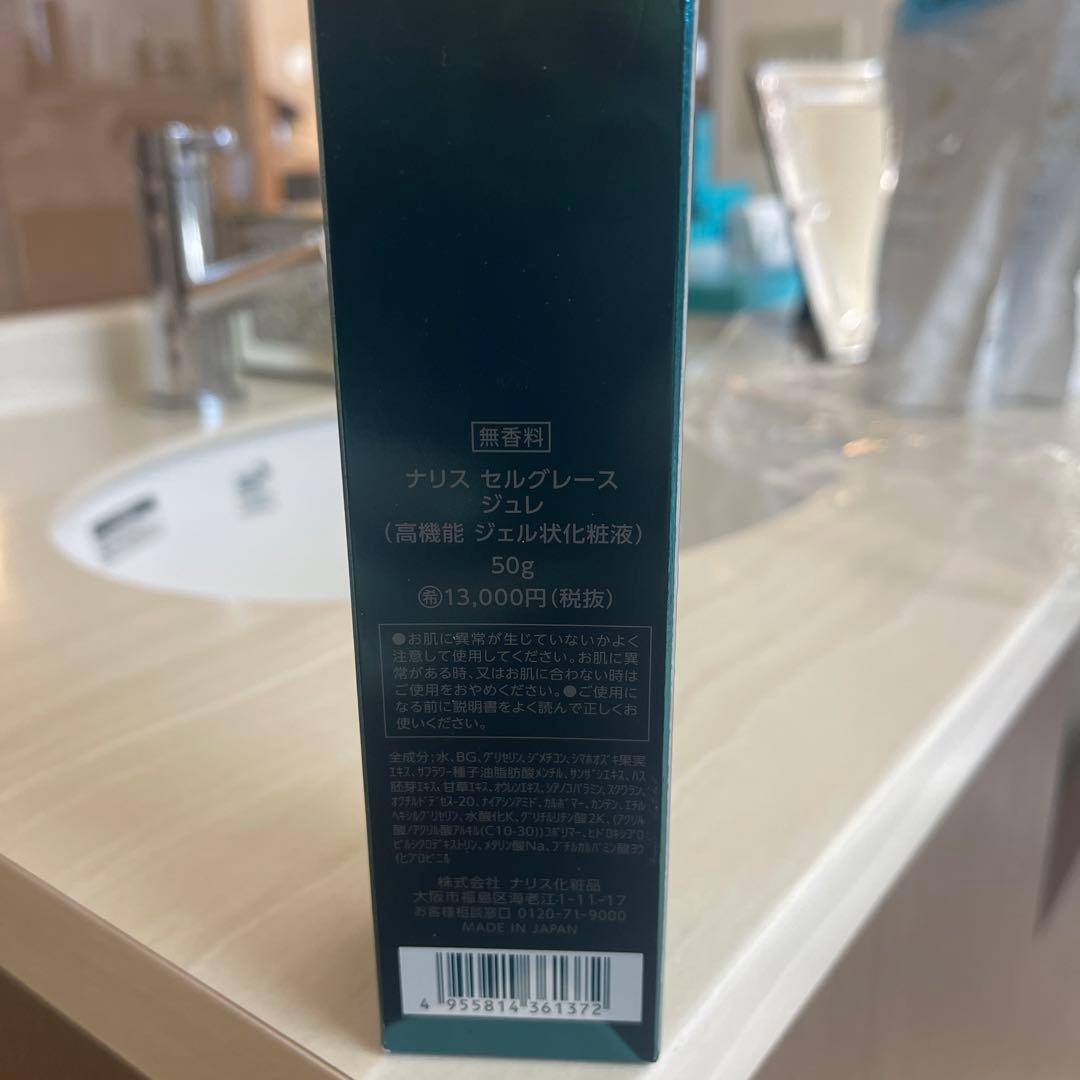 無香料
ナリス セルグレース
ジュレ
(高機能 ジェル状化粧液)
50g
㊒13,000円(税抜)
●お肌に異常が生じていないかよく
注意して使用してください。お肌に異
常がある時、又はお肌に合わない時は
ご使用をおやめください。●ご使用に
なる前に説明書をよく読んで正しくお
使いください。
全成分:水、BG、グリセリン、ジメチコン、シマホオズキ果実
エキス、サフラワー種子油脂肪酸メンチル、サンザシエキス、ハス
胚芽エキス、甘草エキス、オウレンエキス、シアノコバラミン、スクワラン、
オクチルドデセス-20、ナイアシンアミド、カルボマー、カンテン、エチル
ヘキシルグリセリン、水酸化K、グリチルリチン酸2K、(アクリル
酸/アクリル酸アルキル(C10-30))コポリマー、ヒドロキシプロ
ピルシクロデキストリン、メタリン酸Na、ブチルカルバミン酸ヨウ
化プロピニル
株式会社 ナリス化粧品
大阪市福島区海老江1-11-17
お客様相談窓口 0120-71-9000
MADE IN JAPAN
4 955814 361372